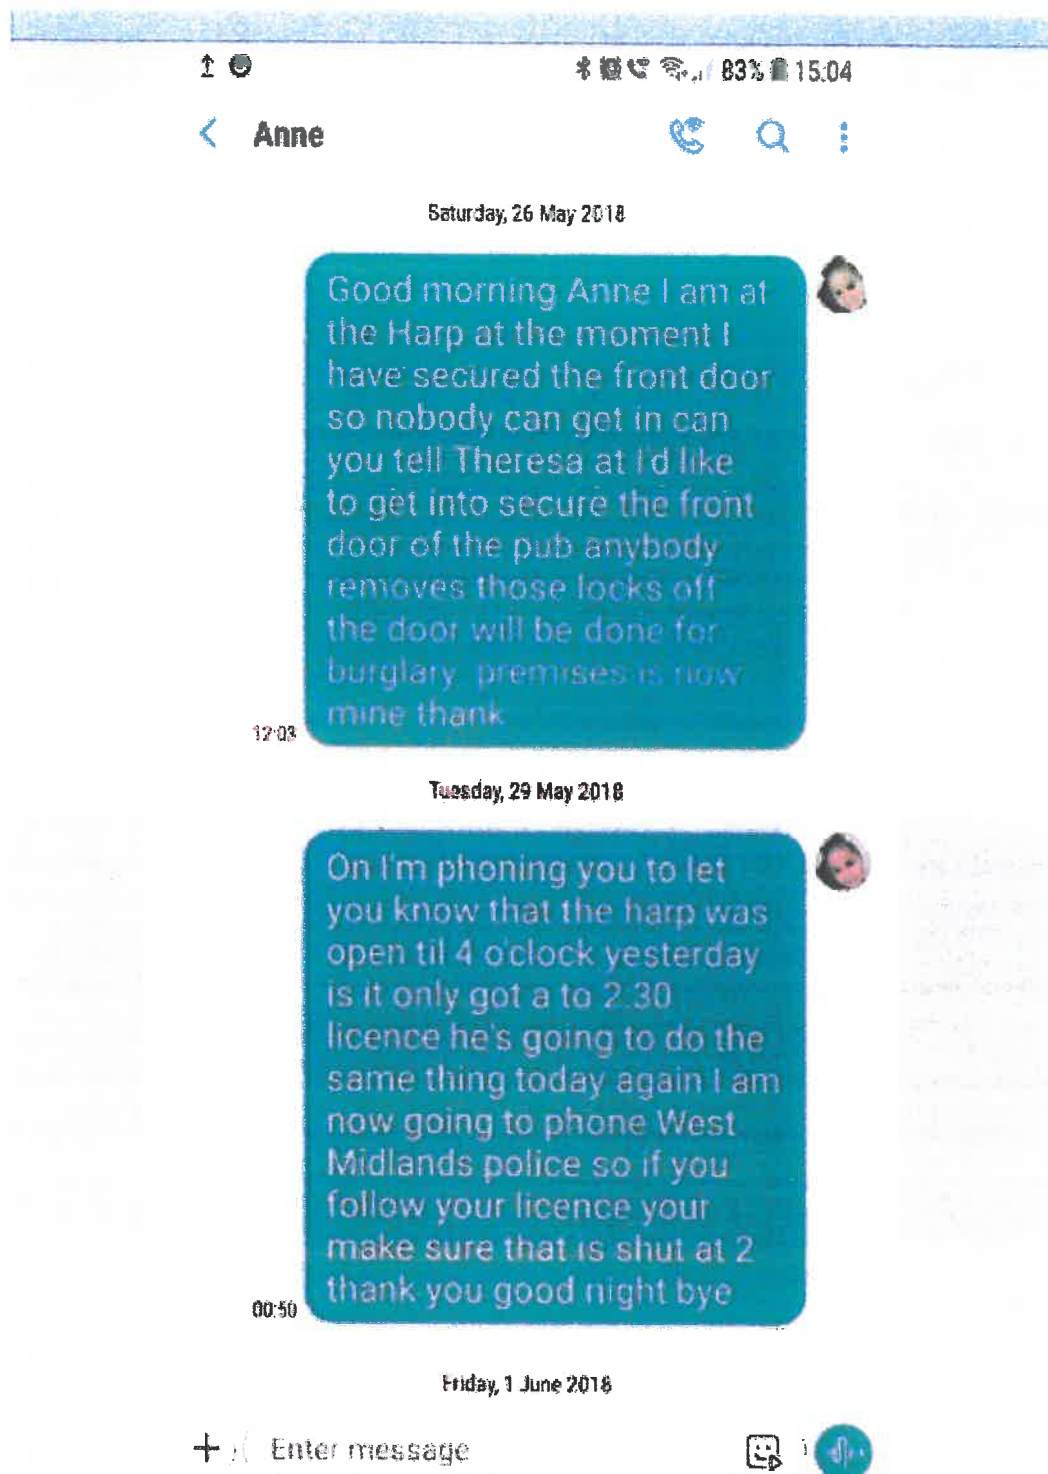 83% 15:04
Anne
Saturday, 26 May 2018
Good morning Anne I am at
the Harp at the moment I
have secured the front door
so nobody can get in can
you tell Theresa at I'd like
to get into secure the front
door of the pub anybody
removes those locks off
the door will be done for
burglary premises is now
mine thank
12:03
Tuesday, 29 May 2018
On I'm phoning you to let
you know that the harp was
open til 4 o'clock yesterday
is it only got a to 2.30
licence he's going to do the
same thing today again I am
now going to phone West
Midlands police so if you
follow your licence your
make sure that is shut at 2
thank you good night bye
00:50
Friday, 1 June 2018
Enter message